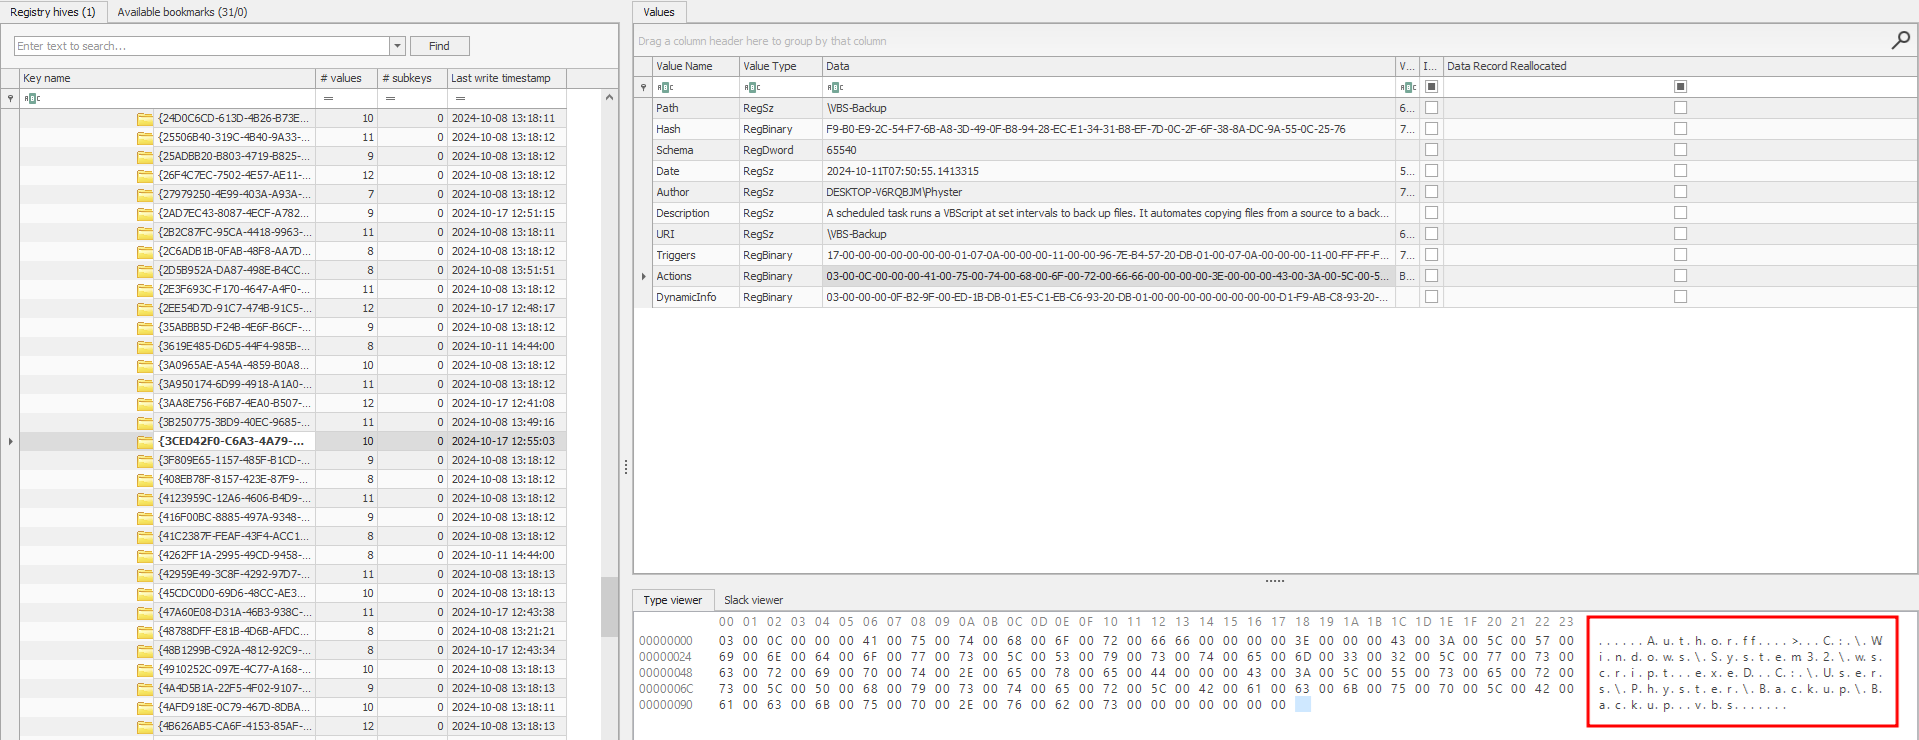 Registry hives (1) Available bookmarks (31/0)
Enter text to search... Find
Key name # values # subkeys Last write timestamp
= = =
{24D0C6CD-613D-4B26-B73E... 10 0 2024-10-08 13:18:11
{25506B40-319C-4B40-9A33-... 11 0 2024-10-08 13:18:12
{25ADBB20-B803-4719-B825-... 9 0 2024-10-08 13:18:12
{26F4C7EC-7502-4E57-AE11-... 12 0 2024-10-08 13:18:12
{27979250-4E99-403A-A93A-... 7 0 2024-10-08 13:18:12
{2AD7EC43-8087-4ECF-A782... 9 0 2024-10-17 12:51:15
{2B2C87FC-95CA-4418-9963-... 11 0 2024-10-08 13:18:11
{2C6ADB1B-0FAB-48F8-AA7D... 8 0 2024-10-08 13:18:12
{2D5B952A-DA87-498E-B4CC... 8 0 2024-10-08 13:51:51
{2E3F693C-F170-4647-A4F0-... 11 0 2024-10-08 13:18:12
{2EE54D7D-91C7-474B-91C5-... 12 0 2024-10-17 12:48:17
{35ABBB5D-F24B-4E6F-B6CF-... 9 0 2024-10-08 13:18:12
{3619E485-D6D5-44F4-985B-... 8 0 2024-10-11 14:44:00
{3A0965AE-A54A-4859-B0A8... 10 0 2024-10-08 13:18:12
{3A950174-6D99-4918-A1A0-... 11 0 2024-10-08 13:18:12
{3AA8E756-F6B7-4EA0-B507-... 12 0 2024-10-17 12:41:08
{3B250775-3BD9-40EC-9685-... 11 0 2024-10-08 13:49:16
{3CED42F0-C6A3-4A79-... 10 0 2024-10-17 12:55:03
{3F809E65-1157-485F-B1CD-... 9 0 2024-10-08 13:18:12
{408EB78F-8157-423E-87F9-... 8 0 2024-10-08 13:18:12
{4123959C-12A6-4606-B4D9-... 11 0 2024-10-08 13:18:12
{416F00BC-8885-497A-9348-... 9 0 2024-10-08 13:18:12
{41C2387F-FEAF-43F4-ACC1... 8 0 2024-10-08 13:18:12
{4262FF1A-2995-49CD-9458-... 8 0 2024-10-11 14:44:00
{42959E49-3C8F-4292-97D7-... 11 0 2024-10-08 13:18:13
{45CDC0D0-69D6-48CC-AE3... 10 0 2024-10-08 13:18:13
{47A60E08-D31A-46B3-938C-... 11 0 2024-10-17 12:43:38
{48788DFF-E81B-4D6B-AFDC... 8 0 2024-10-08 13:21:21
{48B1299B-C92A-4812-92C9-... 8 0 2024-10-17 12:43:34
{4910252C-097E-4C77-A168-... 10 0 2024-10-08 13:18:13
{4A4D5B1A-22F5-4F02-9107-... 9 0 2024-10-08 13:18:13
{4AFD918E-0C79-467D-8DBA... 10 0 2024-10-08 13:18:11
{4B626AB5-CA6F-4153-85AF-... 12 0 2024-10-08 13:18:13
Values
Drag a column header here to group by that column
Value Name Value Type Data V... I... Data Record Reallocated
Path RegSz \VBS-Backup 6...
Hash RegBinary F9-B0-E9-2C-54-F7-6B-A8-3D-49-0F-B8-94-28-EC-E1-34-31-B8-EF-7D-0C-2F-6F-38-8A-DC-9A-55-0C-25-76 7...
Schema RegDword 65540
Date RegSz 2024-10-11T07:50:55.1413315 5...
Author RegSz DESKTOP-V6RQBJM\Physter 7...
Description RegSz A scheduled task runs a VBScript at set intervals to back up files. It automates copying files from a source to a back...
URI RegSz \VBS-Backup 6...
Triggers RegBinary 17-00-00-00-00-00-00-00-01-07-0A-00-00-00-11-00-00-96-7E-B4-57-20-DB-01-00-07-0A-00-00-00-11-00-FF-FF-F... 7...
Actions RegBinary 03-00-0C-00-00-00-41-00-75-00-74-00-68-00-6F-00-72-00-66-66-00-00-00-00-3E-00-00-00-43-00-3A-00-5C-00-5... B...
DynamicInfo RegBinary 03-00-00-00-0F-B2-9F-00-ED-1B-DB-01-E5-C1-EB-C6-93-20-DB-01-00-00-00-00-00-00-00-00-D1-F9-AB-C8-93-20-...
Type viewer Slack viewer
00 01 02 03 04 05 06 07 08 09 0A 0B 0C 0D 0E 0F 10 11 12 13 14 15 16 17 18 19 1A 1B 1C 1D 1E 1F 20 21 22 23
00000000 03 00 0C 00 00 00 41 00 75 00 74 00 68 00 6F 00 72 00 66 66 00 00 00 00 3E 00 00 00 43 00 3A 00 5C 00 57 00 ......A.u.t.h.o.r.f f....>...C.:.\.W.
00000024 69 00 6E 00 64 00 6F 00 77 00 73 00 5C 00 53 00 79 00 73 00 74 00 65 00 6D 00 33 00 32 00 5C 00 77 00 73 00 i.n.d.o.w.s.\.S.y.s.t.e.m.3.2.\.w.s.
00000048 63 00 72 00 69 00 70 00 74 00 2E 00 65 00 78 00 65 00 44 00 00 00 43 00 3A 00 5C 00 55 00 73 00 65 00 72 00 c.r.i.p.t...e.x.e.D...C.:.\.U.s.e.r.
0000006C 73 00 5C 00 50 00 68 00 79 00 73 00 74 00 65 00 72 00 5C 00 42 00 61 00 63 00 6B 00 75 00 70 00 5C 00 42 00 s.\.P.h.y.s.t.e.r.\.B.a.c.k.u.p.\.B.
00000090 61 00 63 00 6B 00 75 00 70 00 2E 00 76 00 62 00 73 00 00 00 00 00 00 00 a.c.k.u.p...v.b.s.......